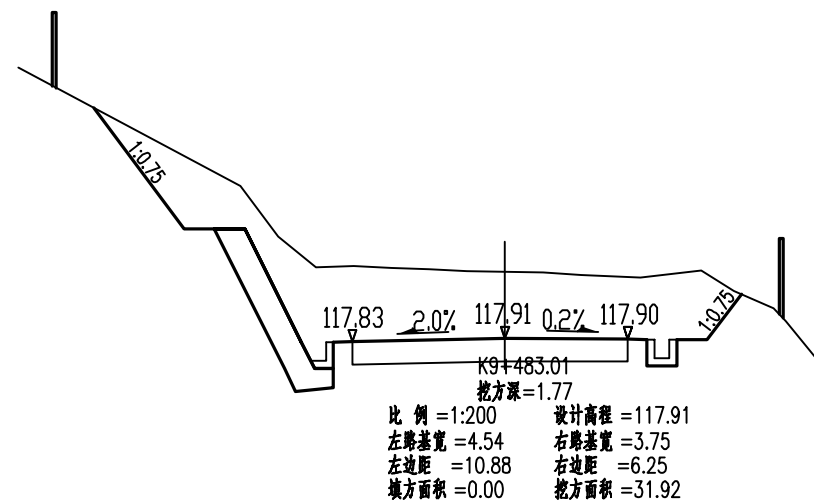 1:0.75
117.83 2.0% 117.91 0.2% 117.90
1:0.75
K9+483.01
挖方深=1.77
比 例 =1:200 设计高程 =117.91
左路基宽 =4.54 右路基宽 =3.75
左边距 =10.88 右边距 =6.25
填方面积 =0.00 挖方面积 =31.92